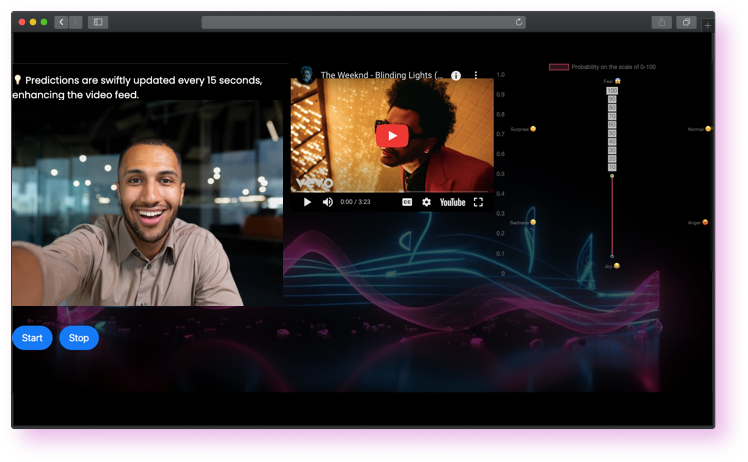 💡 Predictions are swiftly updated every 15 seconds,
enhancing the video feed.
Start
Stop
The Weeknd - Blinding Lights (...
vevo
0:00 / 3:23
CC
YouTube
1.0
0.9
0.8
0.7
0.6
0.5
0.4
0.3
0.2
0.1
0
Probability on the scale of 0-100
Fear 😱
100
90
80
70
60
50
40
30
20
10
Surprise
Normal
Sadness
Anger
Joy